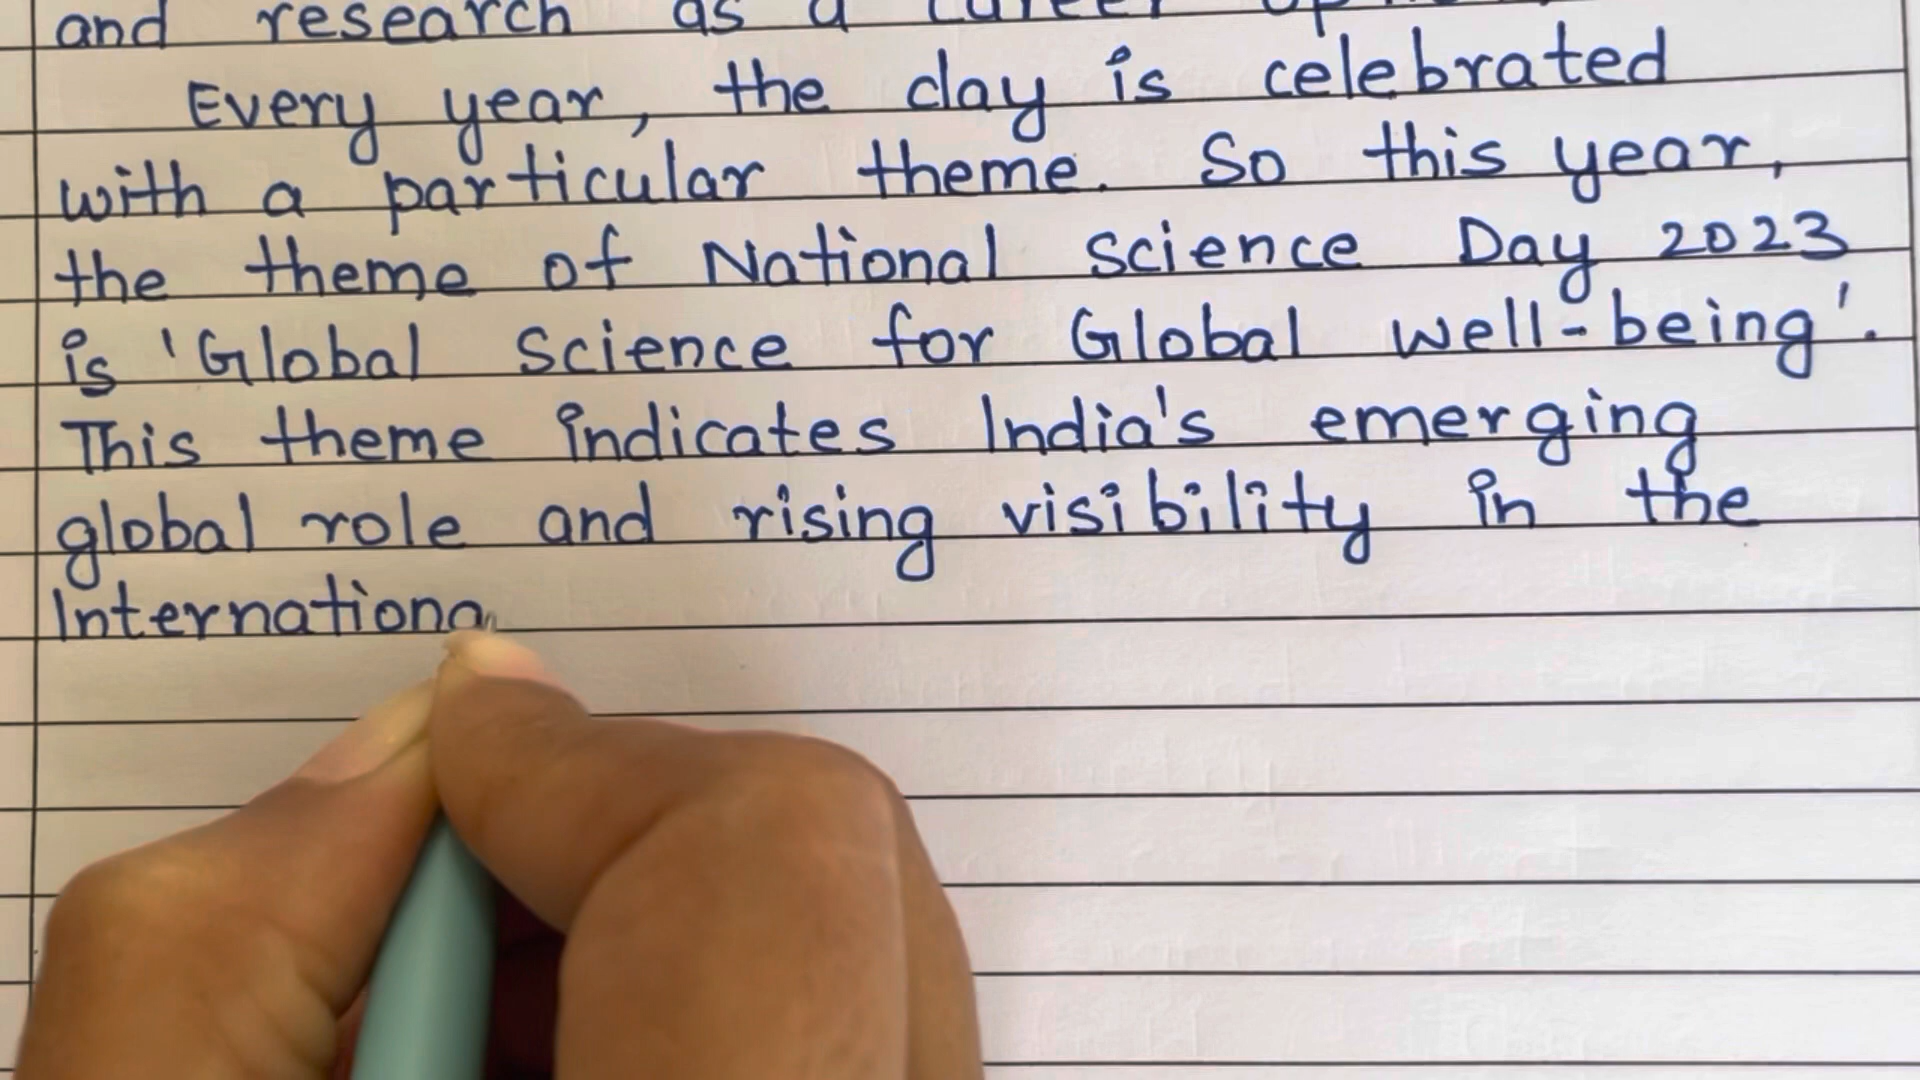 and research as a career
Every year, the day is celebrated
with a particular theme. So this year,
the theme of National Science Day 2023
is 'Global Science for Global well-being'.
This theme indicates India's emerging
global role and rising visibility in the
Internationa